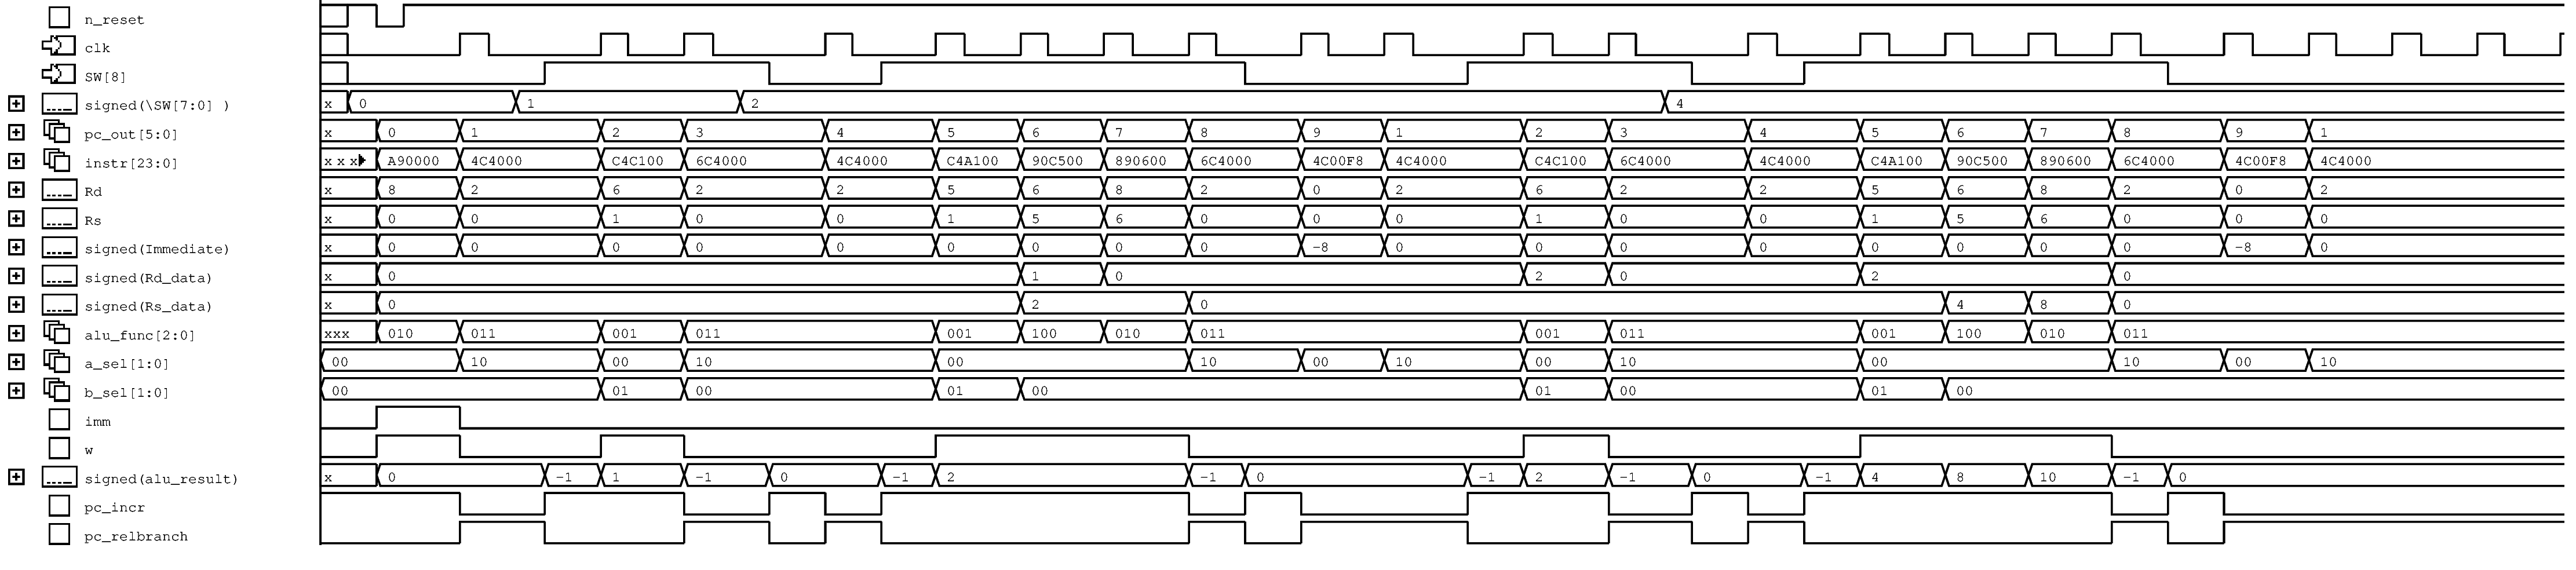 n_reset
clk
SW[8]
signed(\SW[7:0] ) x 0 1 2 4
pc_out[5:0] x 0 1 2 3 4 5 6 7 8 9 1 2 3 4 5 6 7 8 9 1
instr[23:0] x x x A90000 4C4000 C4C100 6C4000 4C4000 C4A100 90C500 890600 6C4000 4C00F8 4C4000 C4C100 6C4000 4C4000 C4A100 90C500 890600 6C4000 4C00F8 4C4000
Rd x 8 2 6 2 2 5 6 8 2 0 2 6 2 2 5 6 8 2 0 2
Rs x 0 0 1 0 0 1 5 6 0 0 0 1 0 0 1 5 6 0 0 0
signed(Immediate) x 0 0 0 0 0 0 0 0 0 -8 0 0 0 0 0 0 0 0 -8 0
signed(Rd_data) x 0 1 0 2 0 2 0
signed(Rs_data) x 0 2 0 4 8 0
alu_func[2:0] xxx 010 011 001 011 001 100 010 011 001 011 001 100 010 011
a_sel[1:0] 00 10 00 10 00 10 00 10 00 10 00 10 00 10
b_sel[1:0] 00 01 00 01 00 01 00 01 00
imm
w
signed(alu_result) x 0 -1 1 -1 0 -1 2 -1 0 -1 2 -1 0 -1 4 8 10 -1 0
pc_incr
pc_relbranch